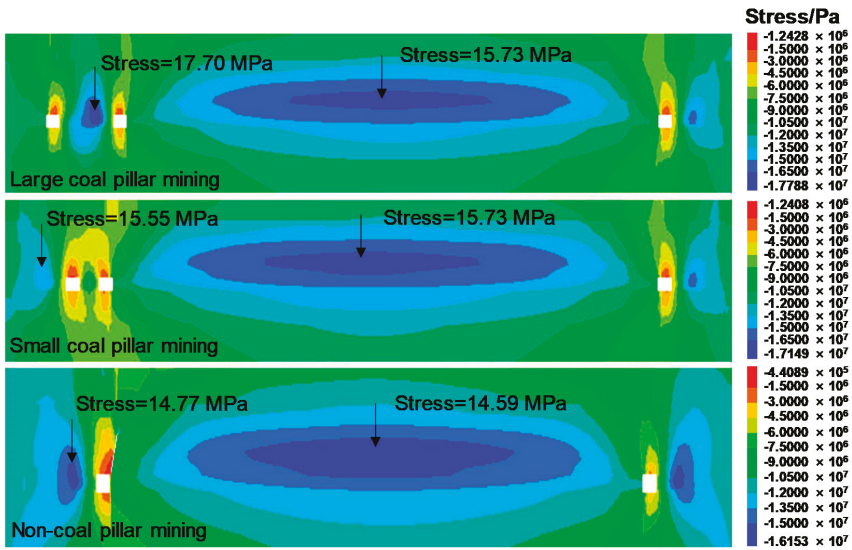 Stress/Pa
Stress=17.70 MPa
Stress=15.73 MPa
Large coal pillar mining
-1.2428 × 10⁶
-1.5000 × 10⁶
-3.0000 × 10⁶
-4.5000 × 10⁶
-6.0000 × 10⁶
-7.5000 × 10⁶
-9.0000 × 10⁶
-1.0500 × 10⁷
-1.2000 × 10⁷
-1.3500 × 10⁷
-1.5000 × 10⁷
-1.6500 × 10⁷
-1.7788 × 10⁷
Stress=15.55 MPa
Stress=15.73 MPa
Small coal pillar mining
-1.2408 × 10⁶
-1.5000 × 10⁶
-3.0000 × 10⁶
-4.5000 × 10⁶
-6.0000 × 10⁶
-7.5000 × 10⁶
-9.0000 × 10⁶
-1.0500 × 10⁷
-1.2000 × 10⁷
-1.3500 × 10⁷
-1.5000 × 10⁷
-1.6500 × 10⁷
-1.7149 × 10⁷
Stress=14.77 MPa
Stress=14.59 MPa
Non-coal pillar mining
-4.4089 × 10⁵
-1.5000 × 10⁶
-3.0000 × 10⁶
-4.5000 × 10⁶
-6.0000 × 10⁶
-7.5000 × 10⁶
-9.0000 × 10⁶
-1.0500 × 10⁷
-1.2000 × 10⁷
-1.3500 × 10⁷
-1.5000 × 10⁷
-1.6153 × 10⁷